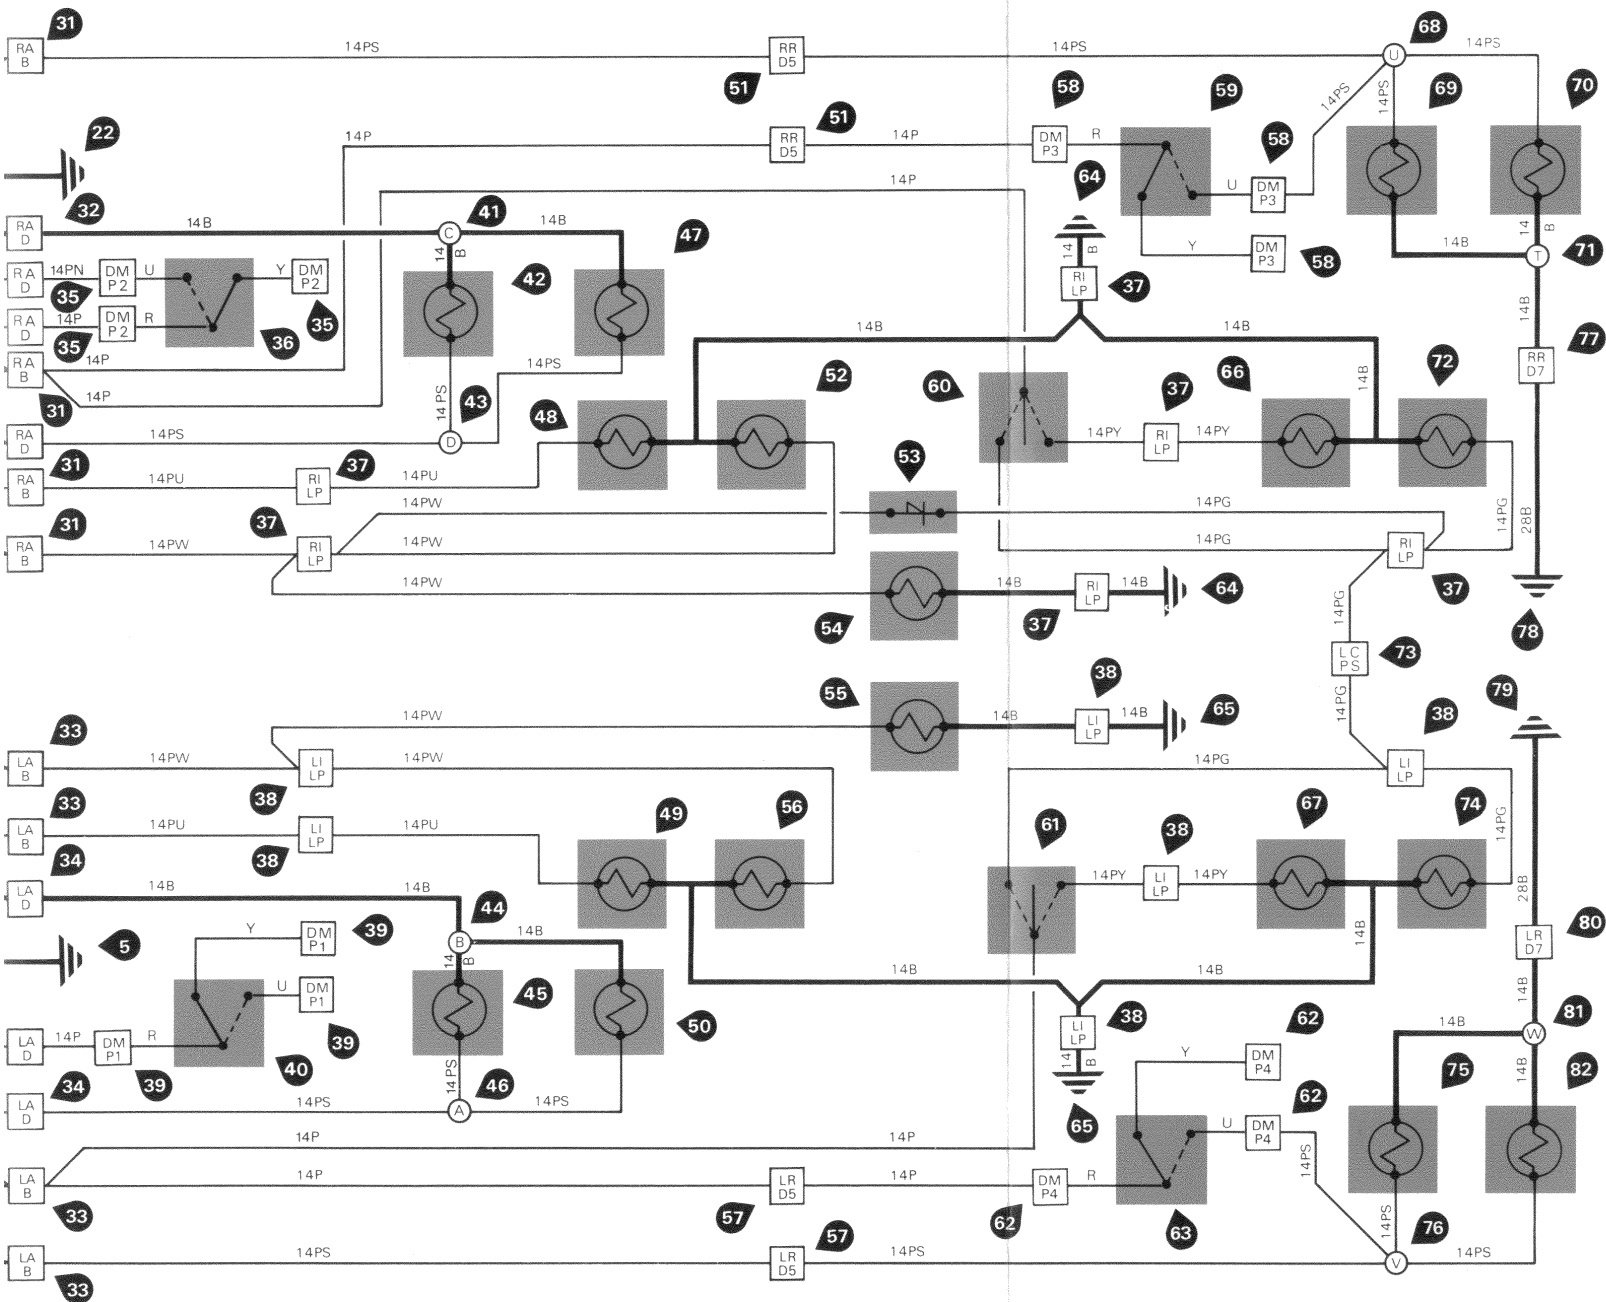 31
RA
B
14PS
RR
D5
51
14PS
68
U
14PS
22
14P
RR
D5
51
14P
58
DM
P3
R
59
58
U
DM
P3
14PS
14PS
69
70
32
RA
D
14B
41
C
14B
14
B
47
14P
64
14
B
Y
DM
P3
58
14B
14
B
T
71
RA
D
14PN
DM
P2
U
Y
DM
P2
35
35
42
RI
LP
37
RA
D
14P
DM
P2
R
35
36
14B
14B
14B
77
RR
D7
RA
B
14P
14P
31
14PS
43
14PS
52
60
37
66
14B
72
RA
D
14PS
D
48
14PY
RI
LP
14PY
31
RA
B
14PU
RI
LP
37
14PU
53
14PW
14PG
14PG
28B
31
RA
B
14PW
37
RI
LP
14PW
14PG
RI
LP
37
14PW
54
14B
RI
LP
14B
64
37
14PG
78
LC
PS
73
14PG
55
38
14B
LI
LP
14B
65
38
79
33
14PW
LA
B
14PW
LI
LP
38
14PW
14PG
LI
LP
33
LA
B
14PU
LI
LP
38
14PU
49
56
61
38
67
74
14PG
34
LA
D
14B
14B
14PY
LI
LP
14PY
28B
44
B
14B
14
B
5
Y
DM
P1
39
14B
14B
14B
LR
D7
80
U
DM
P1
39
45
50
LI
LP
38
14
B
65
14B
14B
W
81
14B
LA
D
14P
DM
P1
R
39
40
62
Y
DM
P4
75
82
34
LA
D
14PS
14PS
46
A
14PS
62
U
DM
P4
14PS
14P
14P
LA
B
33
14P
LR
D5
57
14P
DM
P4
R
62
63
14PS
LA
B
33
14PS
LR
D5
57
14PS
76
V
14PS